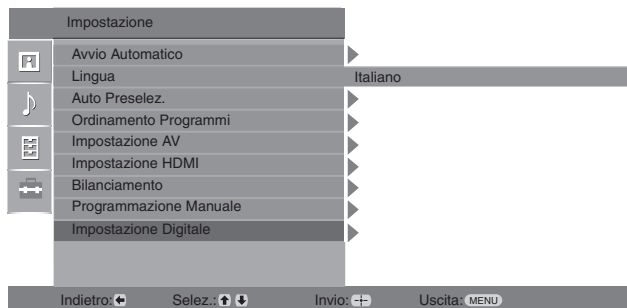 Impostazione
Avvio Automatico
Lingua Italiano
Auto Preselez.
Ordinamento Programmi
Impostazione AV
Impostazione HDMI
Bilanciamento
Programmazione Manuale
Impostazione Digitale
Indietro: Selez.: Invio: Uscita: MENU